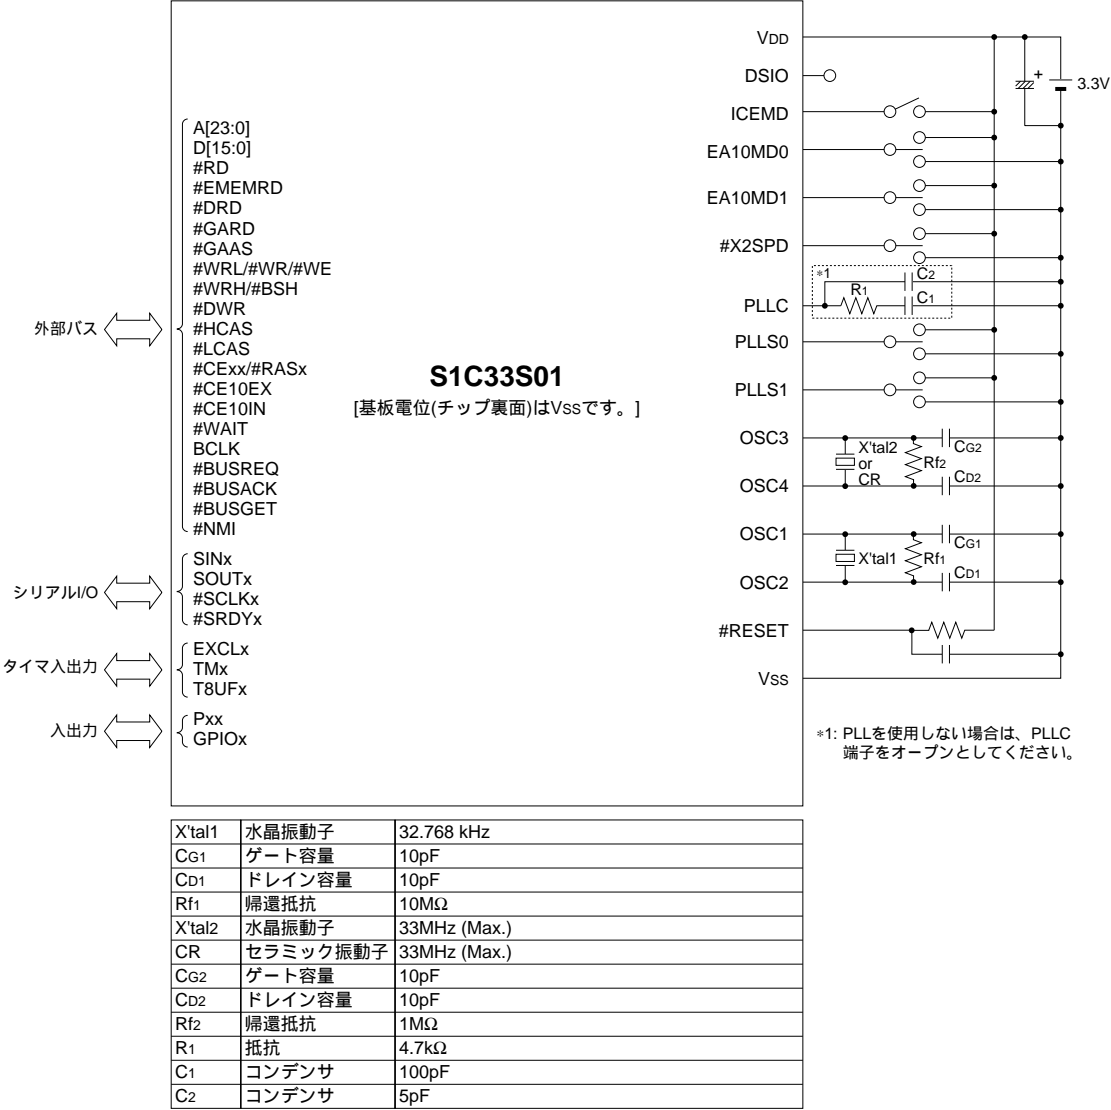 外部バス
シリアルI/O
タイマ入出力
入出力
A[23:0]
D[15:0]
#RD
#EMEMRD
#DRD
#GARD
#GAAS
#WRL/#WR/#WE
#WRH/#BSH
#DWR
#HCAS
#LCAS
#CExx/#RASx
#CE10EX
#CE10IN
#WAIT
BCLK
#BUSREQ
#BUSACK
#BUSGET
#NMI
SINx
SOUTx
#SCLKx
#SRDYx
EXCLx
TMx
T8UFx
Pxx
GPIOx
S1C33S01
[基板電位(チップ裏面)はVssです。]
VDD
DSIO
ICEMD
EA10MD0
EA10MD1
#X2SPD
PLLC
PLLS0
PLLS1
OSC3
OSC4
OSC1
OSC2
#RESET
Vss
+
3.3V
*1
C2
R1
C1
X'tal2
or
CR
Rf2
CG2
CD2
X'tal1
Rf1
CG1
CD1
*1: PLLを使用しない場合は、PLLC
端子をオープンとしてください。
X'tal1 水晶振動子 32.768 kHz
CG1 ゲート容量 10pF
CD1 ドレイン容量 10pF
Rf1 帰還抵抗 10MΩ
X'tal2 水晶振動子 33MHz (Max.)
CR セラミック振動子 33MHz (Max.)
CG2 ゲート容量 10pF
CD2 ドレイン容量 10pF
Rf2 帰還抵抗 1MΩ
R1 抵抗 4.7kΩ
C1 コンデンサ 100pF
C2 コンデンサ 5pF